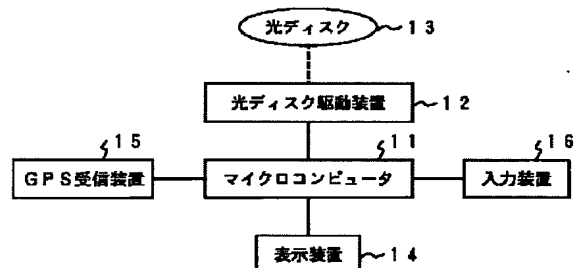 光ディスク 13
光ディスク駆動装置 12
15 11 16
GPS受信装置 マイクロコンピュータ 入力装置
表示装置 14